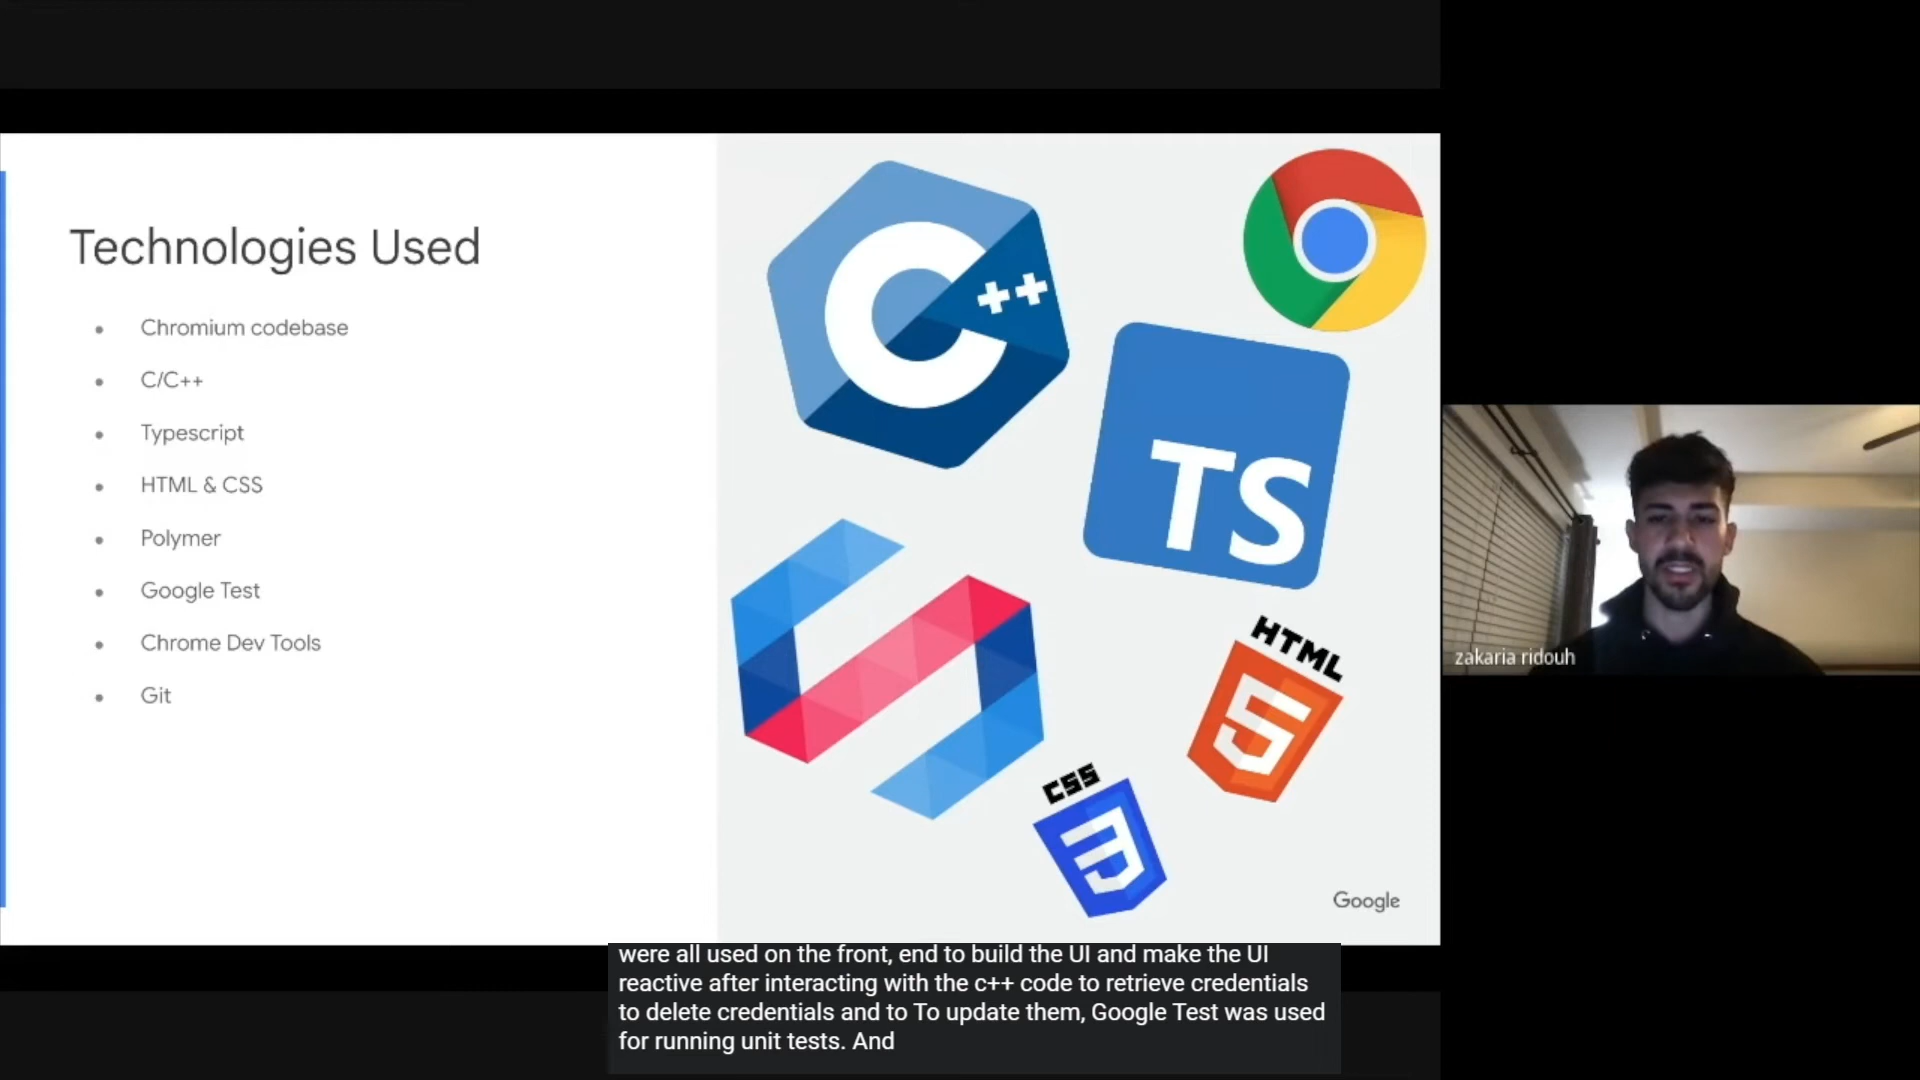 Technologies Used
Chromium codebase
C/C++
Typescript
HTML & CSS
Polymer
Google Test
Chrome Dev Tools
Git
C++
TS
HTML
5
CSS
3
Google
zakaria ridouh
were all used on the front, end to build the UI and make the UI
reactive after interacting with the c++ code to retrieve credentials
to delete credentials and to To update them, Google Test was used
for running unit tests. And